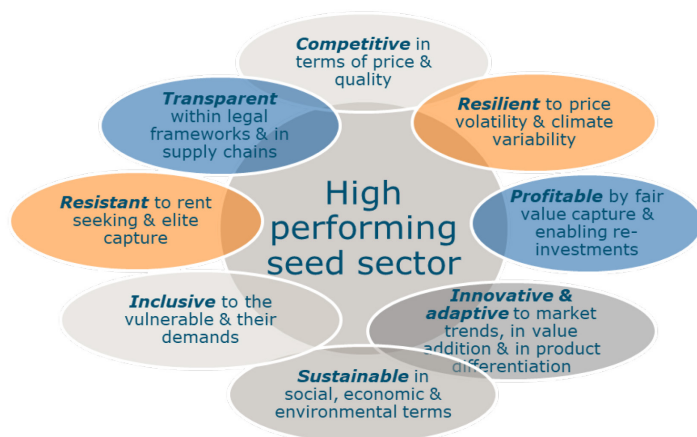 Competitive in
terms of price &
quality
Resilient to price
volatility & climate
variability
Profitable by fair
value capture &
enabling re-
investments
Innovative &
adaptive to market
trends, in value
addition & in product
differentiation
Sustainable in
social, economic &
environmental terms
Inclusive to the
vulnerable & their
demands
Resistant to rent
seeking & elite
capture
Transparent
within legal
frameworks & in
supply chains
High
performing
seed sector